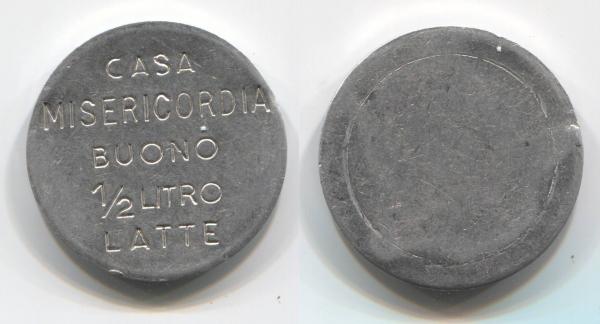 CASA
MISERICORDIA
BUONO
1/2 LITRO
LATTE